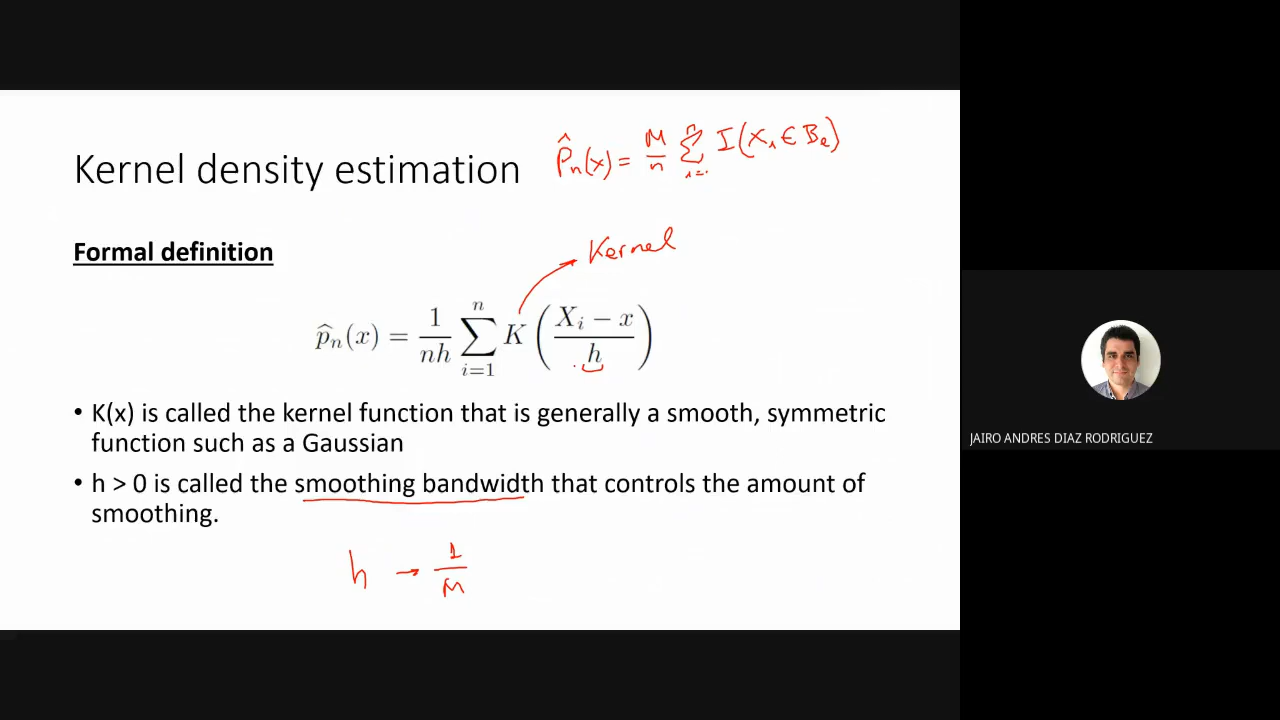 Kernel density estimation
p̂ₙ(x) = M/n Σ i=1 n I(Xᵢ ∈ Bₑ)
Formal definition
Kernel
p̂ₙ(x) = 1/nh Σ i=1 n K((Xᵢ − x)/h)
• K(x) is called the kernel function that is generally a smooth, symmetric
function such as a Gaussian
• h > 0 is called the smoothing bandwidth that controls the amount of
smoothing.
h → 1/M
JAIRO ANDRES DIAZ RODRIGUEZ